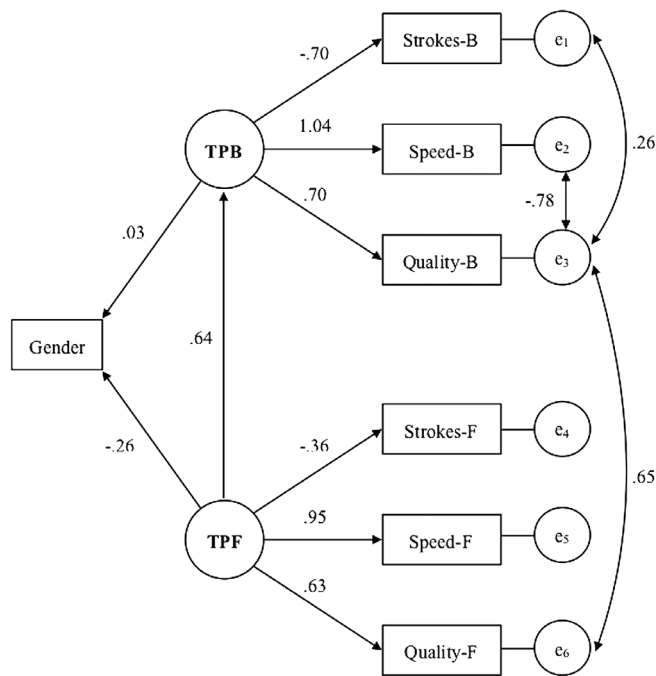 Strokes-B
e1
-.70
1.04
TPB
Speed-B
e2
.26
.70
-.78
.03
Quality-B
e3
Gender
.64
-.26
Strokes-F
e4
-.36
.65
.95
TPF
Speed-F
e5
.63
Quality-F
e6